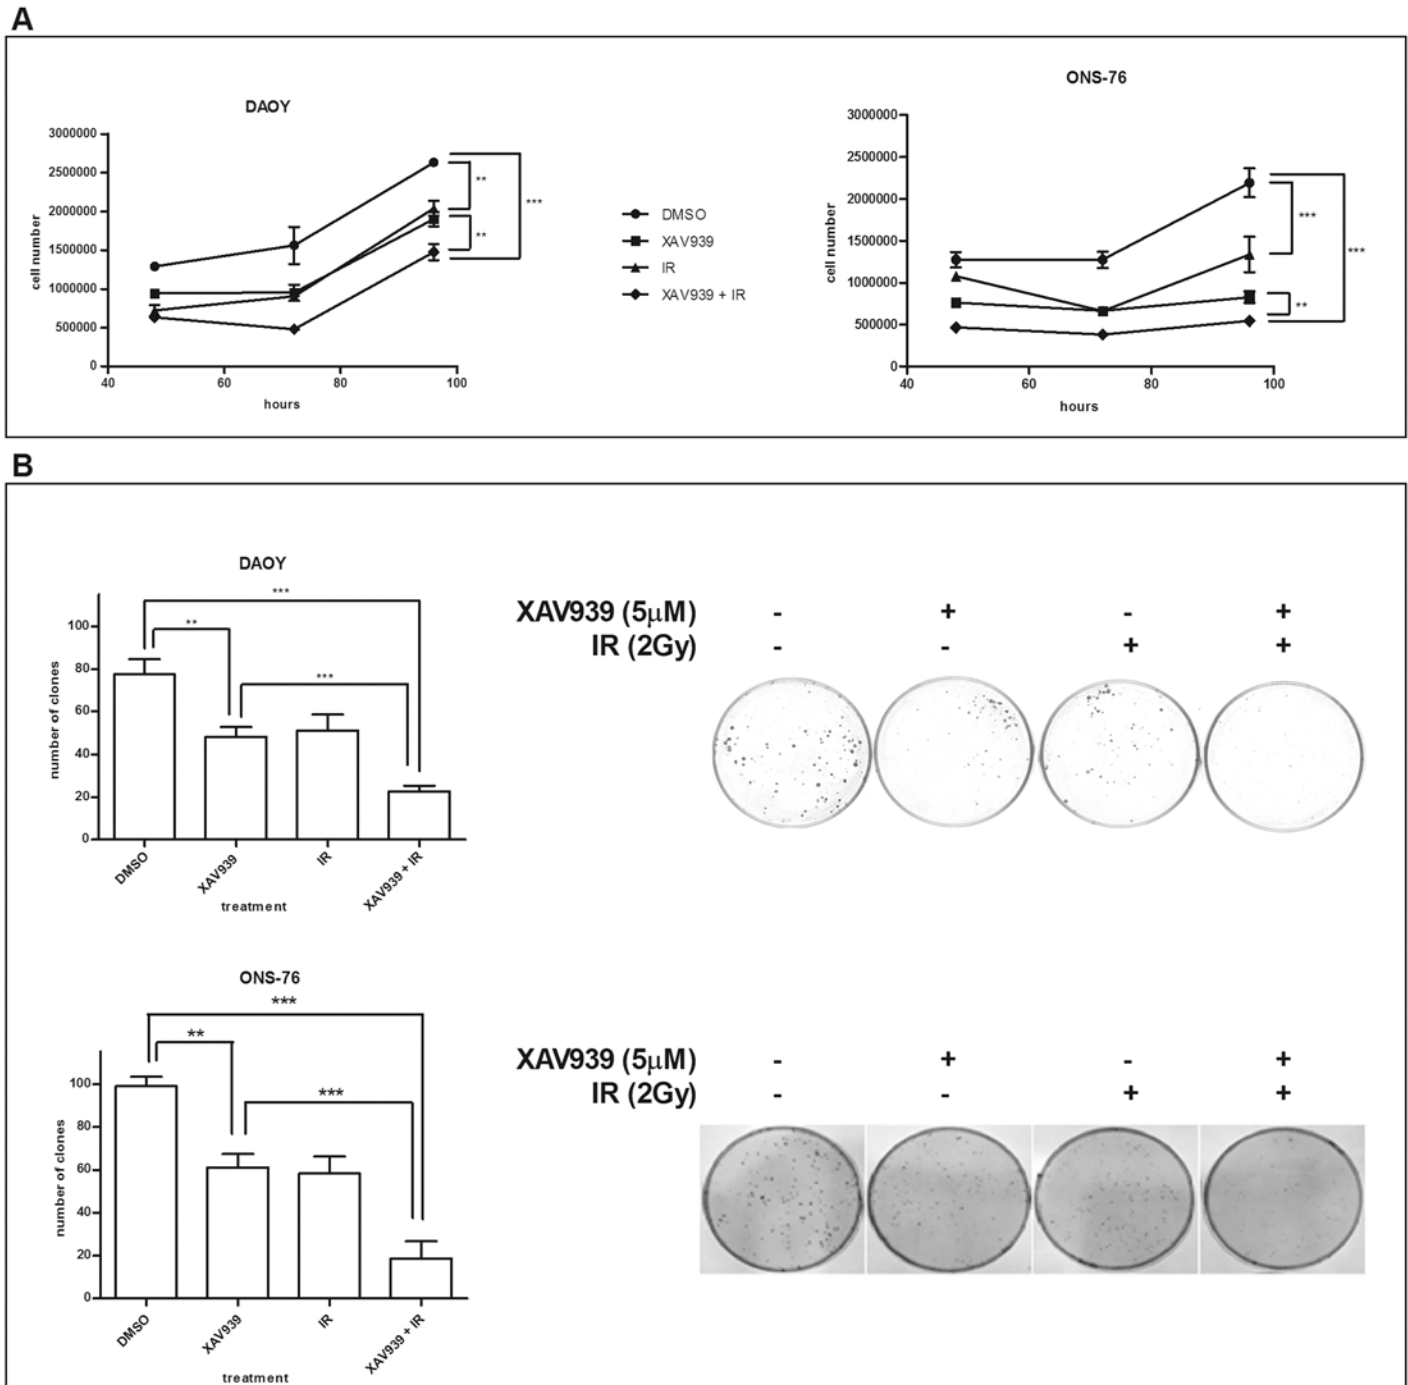 A
DAOY
3000000
2500000
2000000
1500000
1000000
500000
0
cell number
40 60 80 100
hours
**
**
***
DMSO
XAV939
IR
XAV939 + IR
ONS-76
3000000
2500000
2000000
1500000
1000000
500000
0
cell number
40 60 80 100
hours
***
**
***
B
DAOY
***
**
***
100
80
60
40
20
0
number of clones
DMSO XAV939 IR XAV939 + IR
treatment
XAV939 (5μM) - + - +
IR (2Gy) - - + +
ONS-76
***
**
***
100
80
60
40
20
0
number of clones
DMSO XAV939 IR XAV939 + IR
treatment
XAV939 (5μM) - + - +
IR (2Gy) - - + +